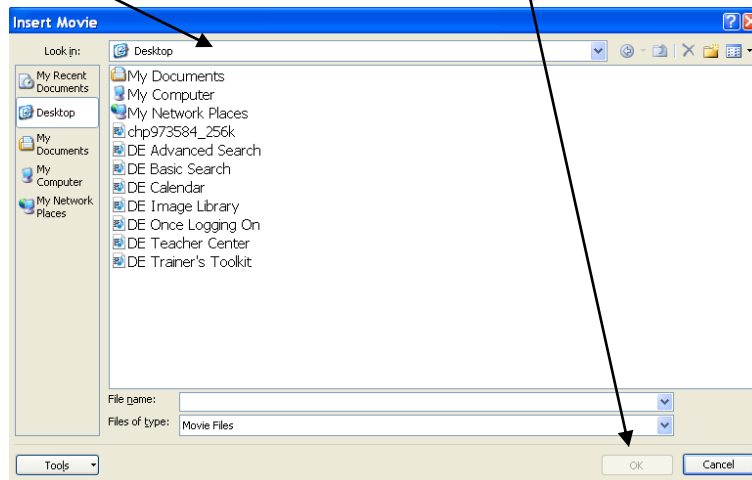 Insert Movie
Look in:
Desktop
My Recent
Documents
Desktop
My
Documents
My
Computer
My Network
Places
My Documents
My Computer
My Network Places
chp973584_256k
DE Advanced Search
DE Basic Search
DE Calendar
DE Image Library
DE Once Logging On
DE Teacher Center
DE Trainer's Toolkit
File name:
Files of type:
Movie Files
Tools
OK
Cancel